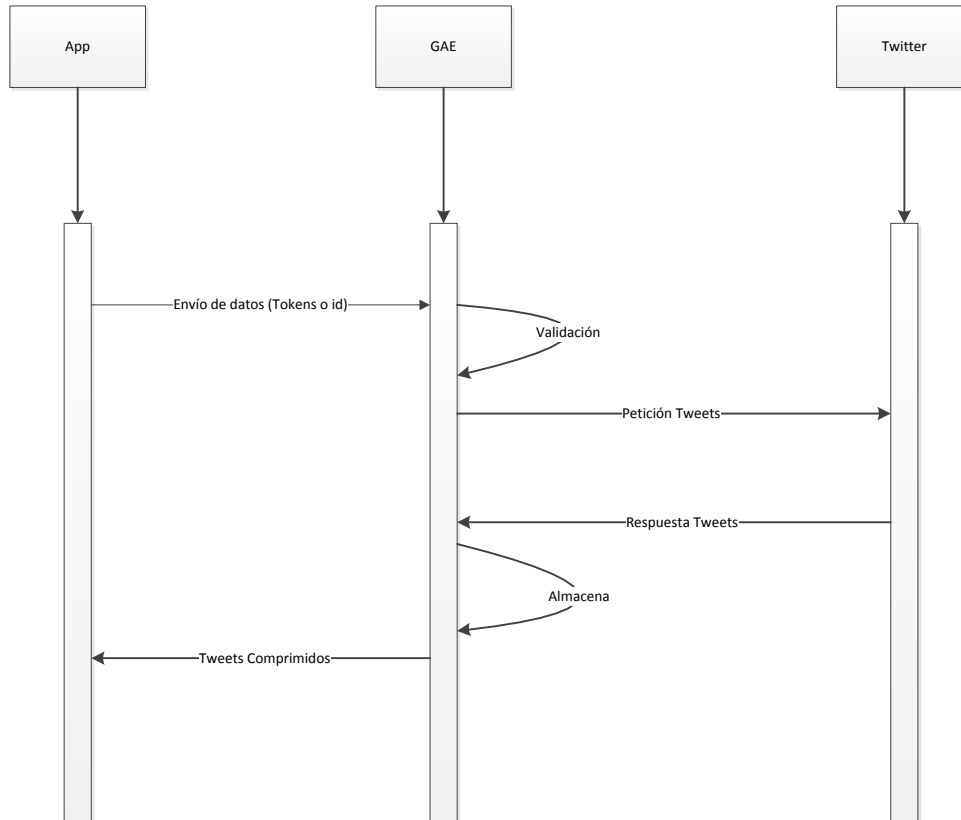 App
GAE
Twitter
Envío de datos (Tokens o id)
Validación
Petición Tweets
Respuesta Tweets
Almacena
Tweets Comprimidos